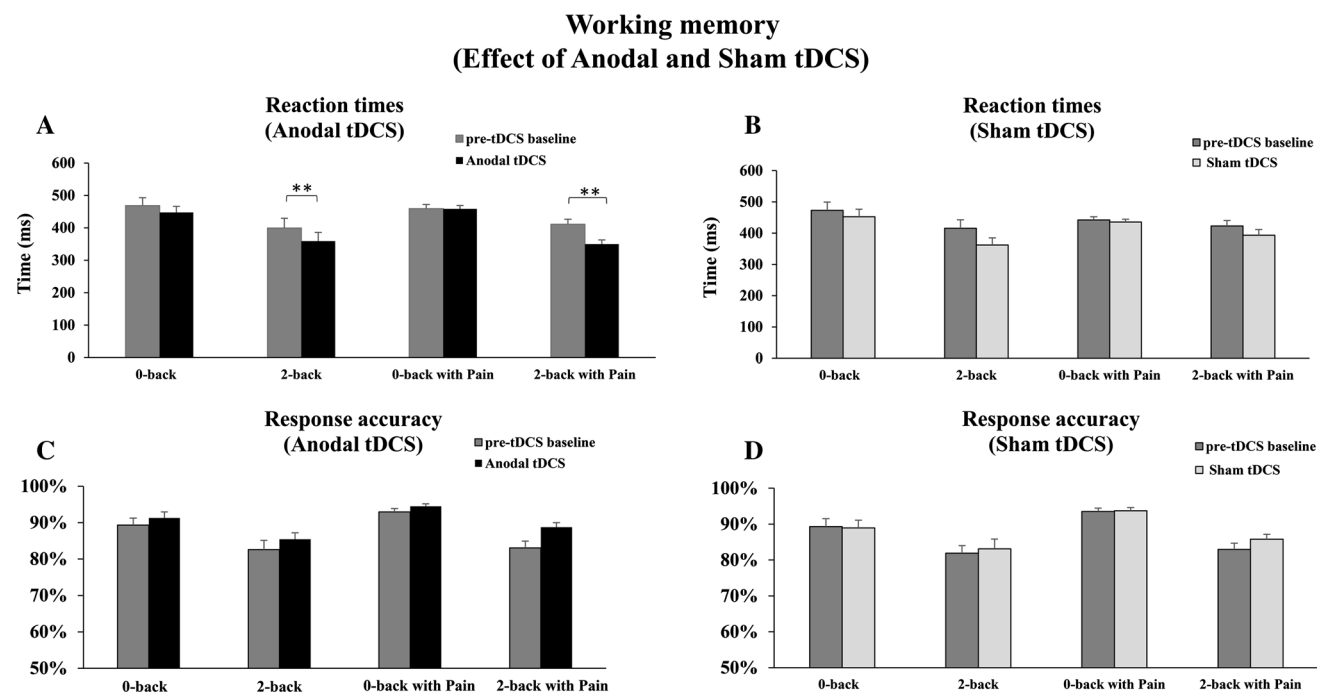 Working memory
(Effect of Anodal and Sham tDCS)
A
Reaction times
(Anodal tDCS)
pre-tDCS baseline
Anodal tDCS
600
500
400
300
200
100
0
Time (ms)
**
**
0-back
2-back
0-back with Pain
2-back with Pain
B
Reaction times
(Sham tDCS)
pre-tDCS baseline
Sham tDCS
600
500
400
300
200
100
0
Time (ms)
0-back
2-back
0-back with Pain
2-back with Pain
C
Response accuracy
(Anodal tDCS)
pre-tDCS baseline
Anodal tDCS
100%
90%
80%
70%
60%
50%
0-back
2-back
0-back with Pain
2-back with Pain
D
Response accuracy
(Sham tDCS)
pre-tDCS baseline
Sham tDCS
100%
90%
80%
70%
60%
50%
0-back
2-back
0-back with Pain
2-back with Pain